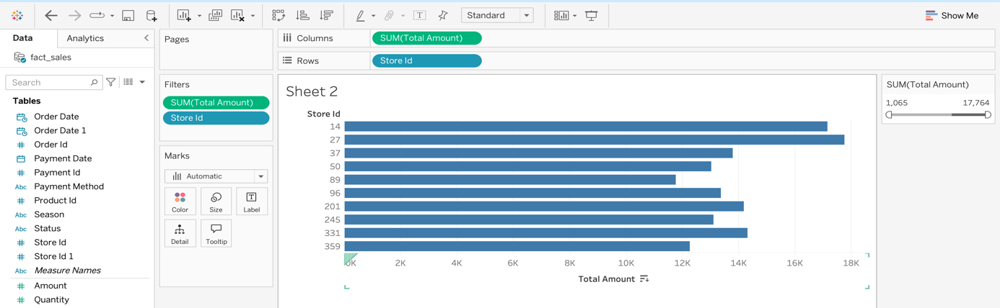 Standard
Show Me
Data
Analytics
fact_sales
Search
Tables
Order Date
Order Date 1
Order Id
Payment Date
Payment Id
Abc Payment Method
Product Id
Abc Season
Abc Status
Store Id
Store Id 1
Abc Measure Names
Amount
Quantity
Pages
Filters
SUM(Total Amount)
Store Id
Marks
Automatic
Color
Size
Label
Detail
Tooltip
Columns
SUM(Total Amount)
Rows
Store Id
Sheet 2
Store Id
14
27
37
50
89
96
201
245
331
359
0K 2K 4K 6K 8K 10K 12K 14K 16K 18K
Total Amount
SUM(Total Amount)
1,065 17,764